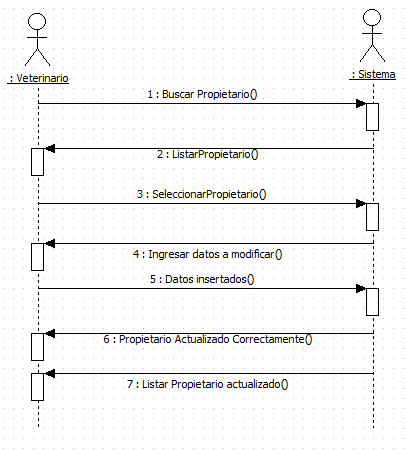 : Veterinario
: Sistema
1 : Buscar Propietario()
2 : ListarPropietario()
3 : SeleccionarPropietario()
4 : Ingresar datos a modificar()
5 : Datos insertados()
6 : Propietario Actualizado Correctamente()
7 : Listar Propietario actualizado()